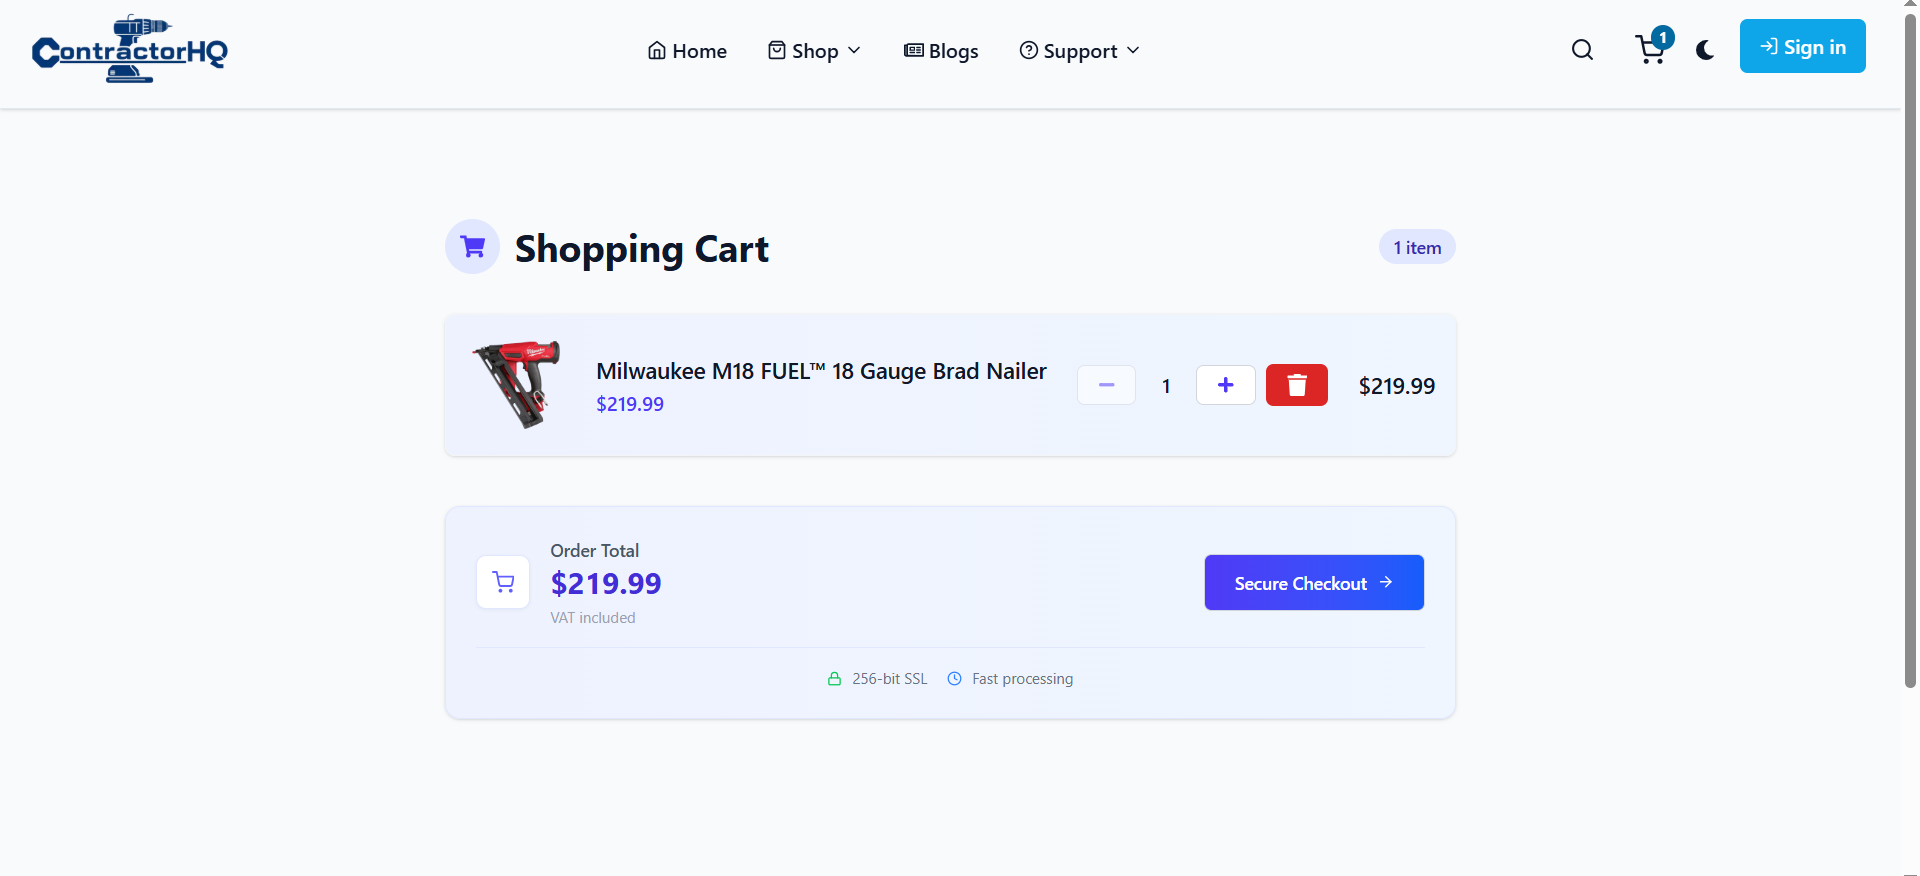 ContractorHQ
Home
Shop
Blogs
Support
1
Sign in
Shopping Cart
1 item
Milwaukee M18 FUEL™ 18 Gauge Brad Nailer
$219.99
1
$219.99
Order Total
$219.99
VAT included
Secure Checkout
256-bit SSL
Fast processing